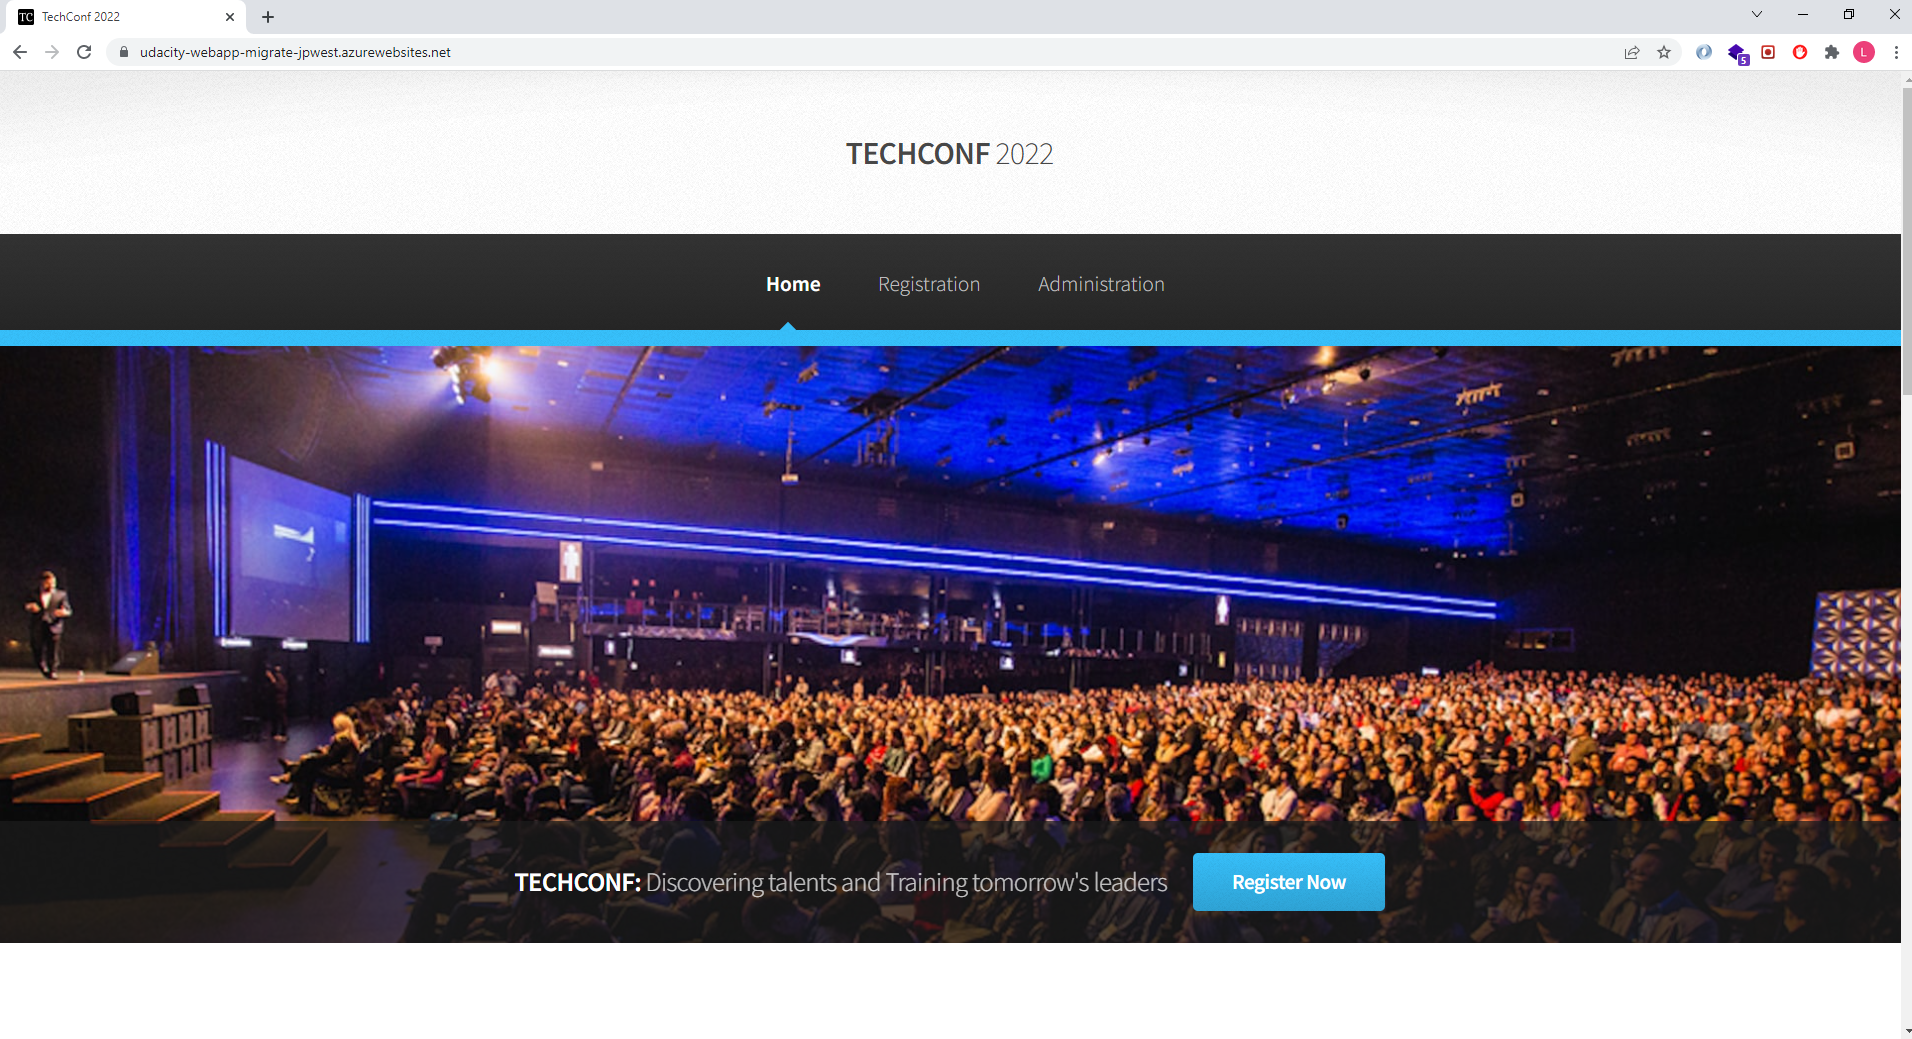 TC TechConf 2022
udacity-webapp-migrate-jpwest.azurewebsites.net
5
L
TECHCONF 2022
Home Registration Administration
TECHCONF: Discovering talents and Training tomorrow's leaders Register Now